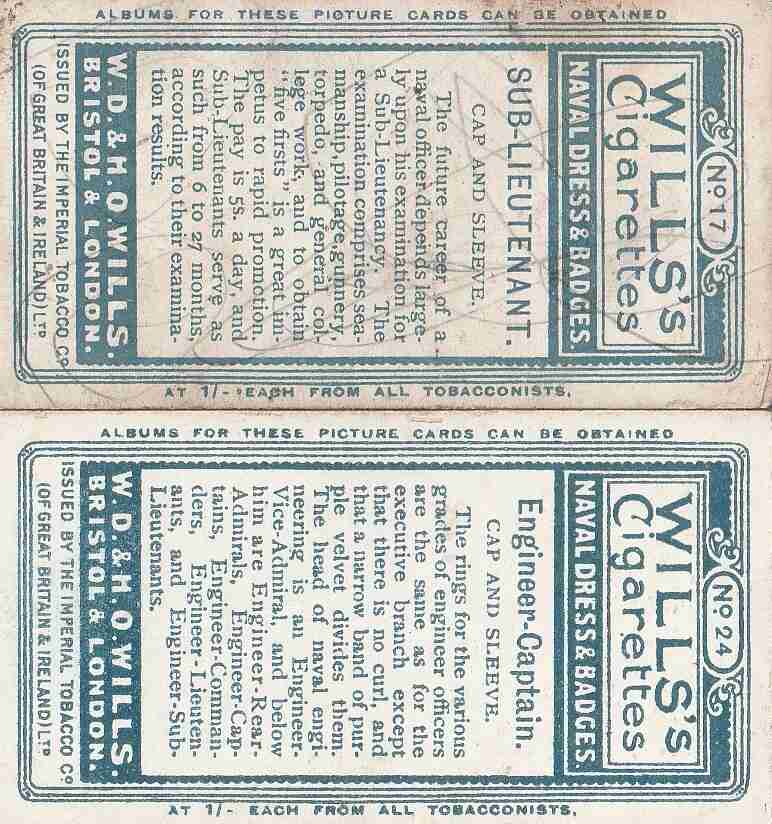 ALBUMS FOR THESE PICTURE CARDS CAN BE OBTAINED
No 17
WILLS's
Cigarettes
NAVAL DRESS & BADGES
SUB-LIEUTENANT.
CAP AND SLEEVE.
The future career of a
naval officer depends large-
ly upon his examination for
a Sub-Lieutenancy. The
examination comprises sea-
manship, pilotage, gunnery,
torpedo, and general col-
lege work, and to obtain
"five firsts" is a great im-
petus to rapid promotion.
The pay is 5s. a day, and
Sub-Lieutenants serve as
such from 6 to 27 months,
according to their examina-
tion results.
W. D. & H. O. WILLS.
BRISTOL & LONDON.
ISSUED BY THE IMPERIAL TOBACCO Co
(OF GREAT BRITAIN & IRELAND) LTD
AT 1/- EACH FROM ALL TOBACCONISTS.
ALBUMS FOR THESE PICTURE CARDS CAN BE OBTAINED
No 24
WILLS's
Cigarettes
NAVAL DRESS & BADGES
Engineer-Captain.
CAP AND SLEEVE.
The rings for the various
grades of engineer officers
are the same as for the
executive branch except
that there is no curl, and
that a narrow band of pur-
ple velvet divides them.
The head of naval engi-
neering is an Engineer-
Vice-Admiral, and below
him are Engineer-Rear-
Admirals, Engineer-Cap-
tains, Engineer-Comman-
ders, Engineer-Lieuten-
ants, and Engineer-Sub-
Lieutenants.
W. D. & H. O. WILLS.
BRISTOL & LONDON.
ISSUED BY THE IMPERIAL TOBACCO Co
(OF GREAT BRITAIN & IRELAND) LTD
AT 1/- EACH FROM ALL TOBACCONISTS.